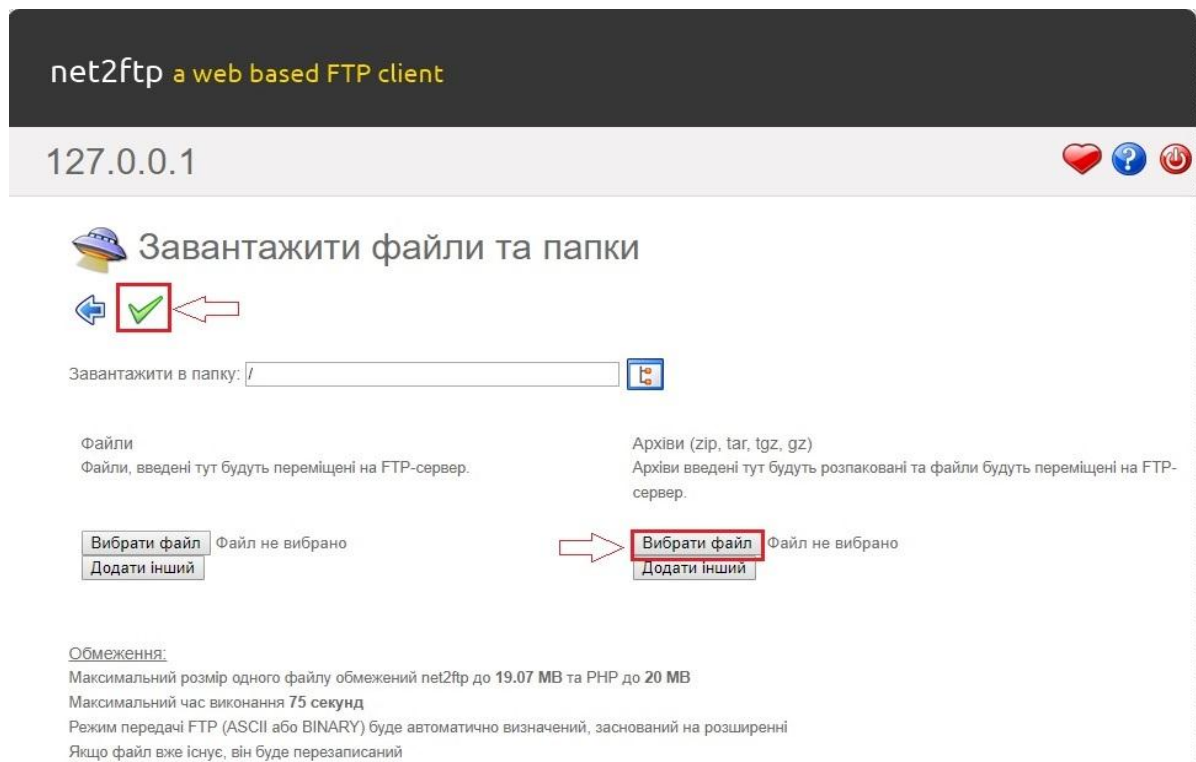 net2ftp a web based FTP client
127.0.0.1
Завантажити файли та папки
Завантажити в папку: /
Файли
Файли, введені тут будуть переміщені на FTP-сервер.
Вибрати файл Файл не вибрано
Додати інший
Архіви (zip, tar, tgz, gz)
Архіви введені тут будуть розпаковані та файли будуть переміщені на FTP-
сервер.
Вибрати файл Файл не вибрано
Додати інший
Обмеження:
Максимальний розмір одного файлу обмежений net2ftp до 19.07 MB та PHP до 20 MB
Максимальний час виконання 75 секунд
Режим передачі FTP (ASCII або BINARY) буде автоматично визначений, заснований на розширенні
Якщо файл вже існує, він буде перезаписаний